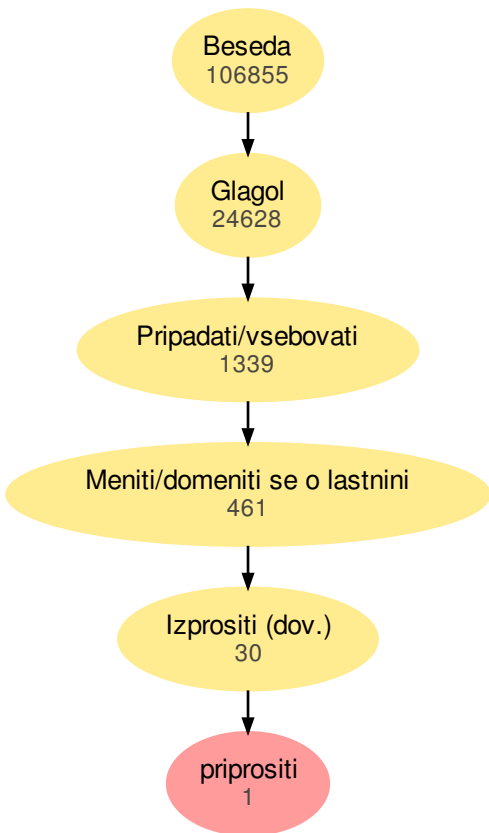 Beseda
106855
Glagol
24628
Pripadati/vsebovati
1339
Meniti/domeniti se o lastnini
461
Izprositi (dov.)
30
priprositi
1